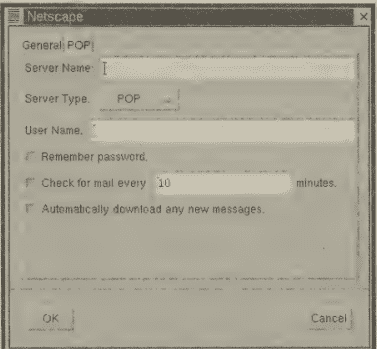 Netscape
General POP
Server Name:
Server Type: POP
User Name:
Remember password.
Check for mail every 10 minutes.
Automatically download any new messages.
OK Cancel